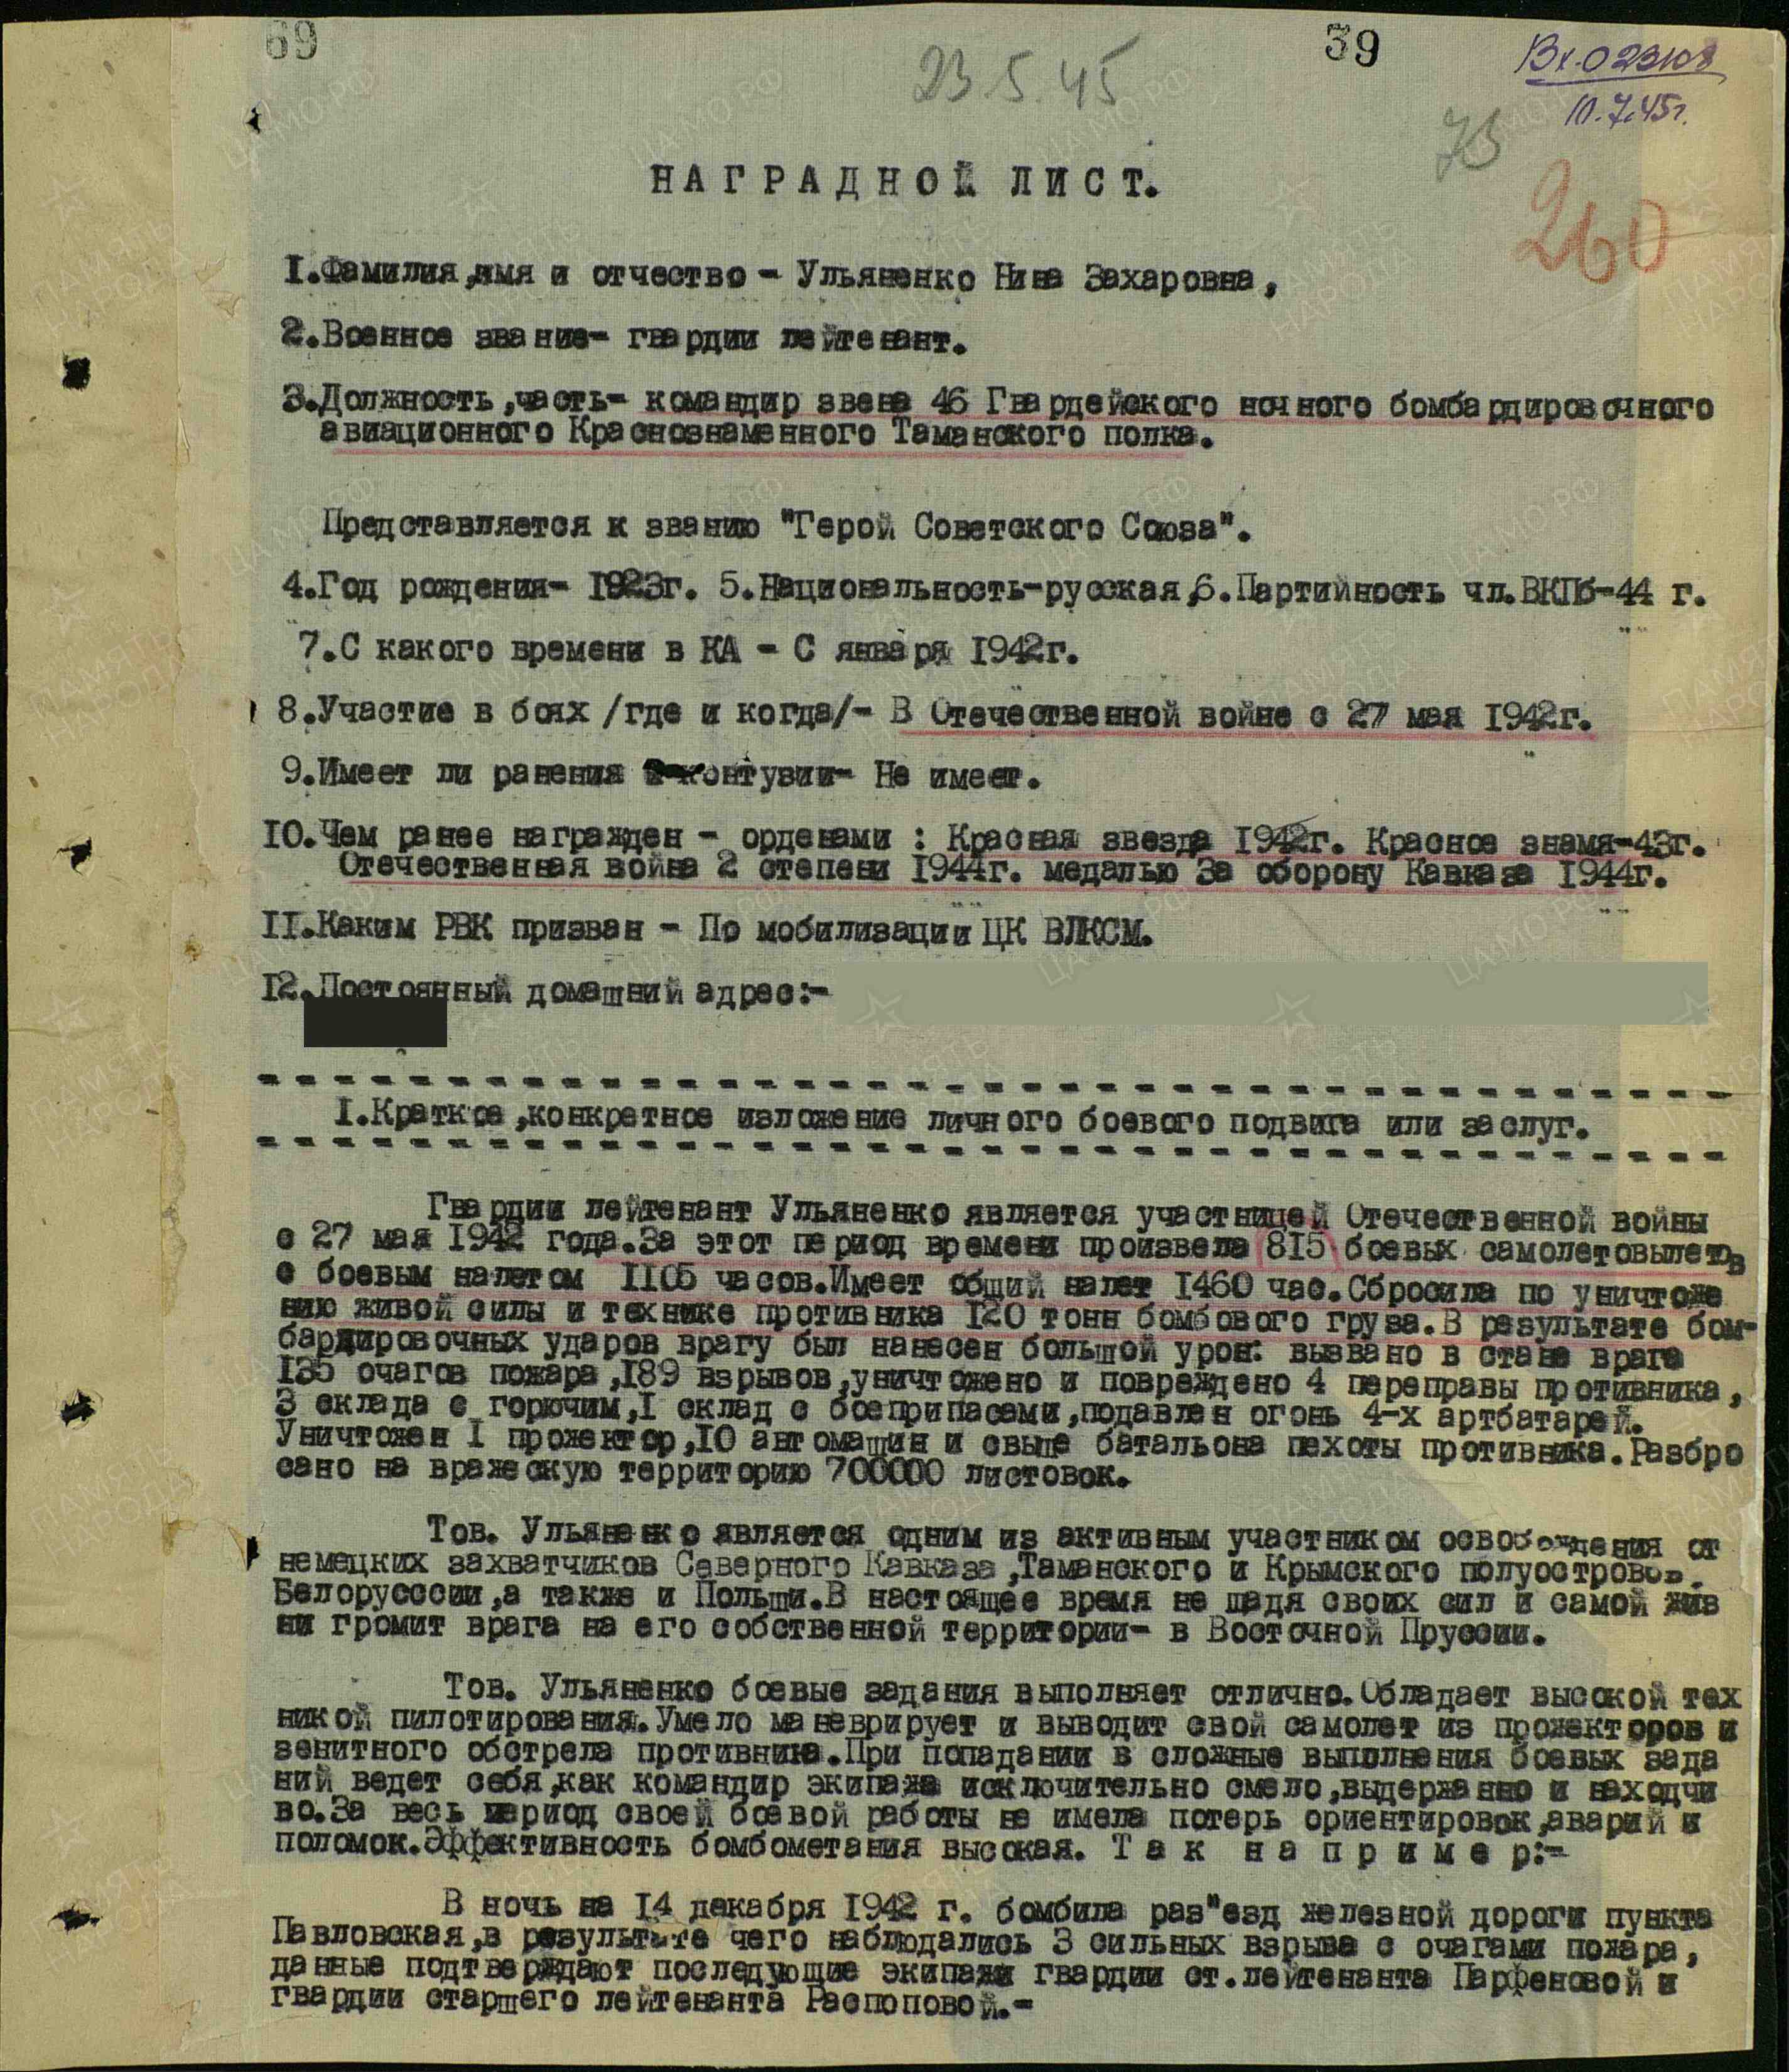 69
39
Вх.02310з
23.5.45
10.7.45г.
75
260
НАГРАДНОЙ ЛИСТ.
1.Фамилия,имя и отчество - Ульяненко Нина Захаровна,
2.Военное звание- гвардии лейтенант.
3.Должность,часть- командир звена 46 Гвардейского ночного бомбардировочного
авиационного Краснознаменного Таманского полка.
Представляется к званию "Герой Советского Союза".
4.Год рождения- 1923г. 5.Национальность-русская,6.Партийность чл.ВКПб-44 г.
7.С какого времени в КА - С января 1942г.
8.Участие в боях /где и когда/- В Отечественной войне с 27 мая 1942г.
9.Имеет ли ранения и контузии- Не имеет.
10.Чем ранее награжден - орденами : Красная звезда 1942г. Красное знамя-43г.
Отечественная война 2 степени 1944г. медалью За оборону Кавказа 1944г.
11.Каким РВК призван - По мобилизации ЦК ВЛКСМ.
12.Постоянный домашний адрес:-
1.Краткое,конкретное изложение личного боевого подвига или заслуг.
Гвардии лейтенант Ульяненко является участницей Отечественной войны
с 27 мая 1942 года.За этот период времени произвела 815 боевых самолетовылетов
с боевым налетом 1105 часов.Имеет общий налет 1460 час.Сбросила по уничтоже
нию живой силы и технике противника 120 тонн бомбового груза.В результате бом-
бардировочных ударов врагу был нанесен большой урон: вызвано в стане врага
135 очагов пожара,189 взрывов,уничтожено и повреждено 4 переправы противника,
3 склада с горючим,1 склад с боеприпасами,подавлен огонь 4-х артбатарей.
Уничтожен 1 прожектор,10 автомашин и свыше батальона пехоты противника.Разбро
сано на вражескую территорию 700000 листовок.
Тов. Ульяненко является одним из активным участником освобождения от
немецких захватчиков Северного Кавказа,Таманского и Крымского полуостровов.
Белорусссии,а также и Польши.В настоящее время не щадя своих сил и самой жиз
ни громит врага на его собственной территории- в Восточной Пруссии.
Тов. Ульяненко боевые задания выполняет отлично.Обладает высокой тех
никой пилотирования.Умело маневрирует и выводит свой самолет из прожекторов и
зенитного обстрела противника.При попадании в сложные выполнения боевых зада
ний ведет себя,как командир экипажа исключительно смело,выдержанно и находчи
во.За весь период своей боевой работы не имела потерь ориентировок,аварий и
поломок.Эффективность бомбометания высокая. Так например:-
В ночь на 14 декабря 1942 г. бомбила раз"езд железной дороги пункта
Павловская,в результате чего наблюдались 3 сильных взрыва с очагами пожара,
данные подтверждают последующие экипажи гвардии ст.лейтенанта Парфеновой и
гвардии старшего лейтенанта Распоповой.-